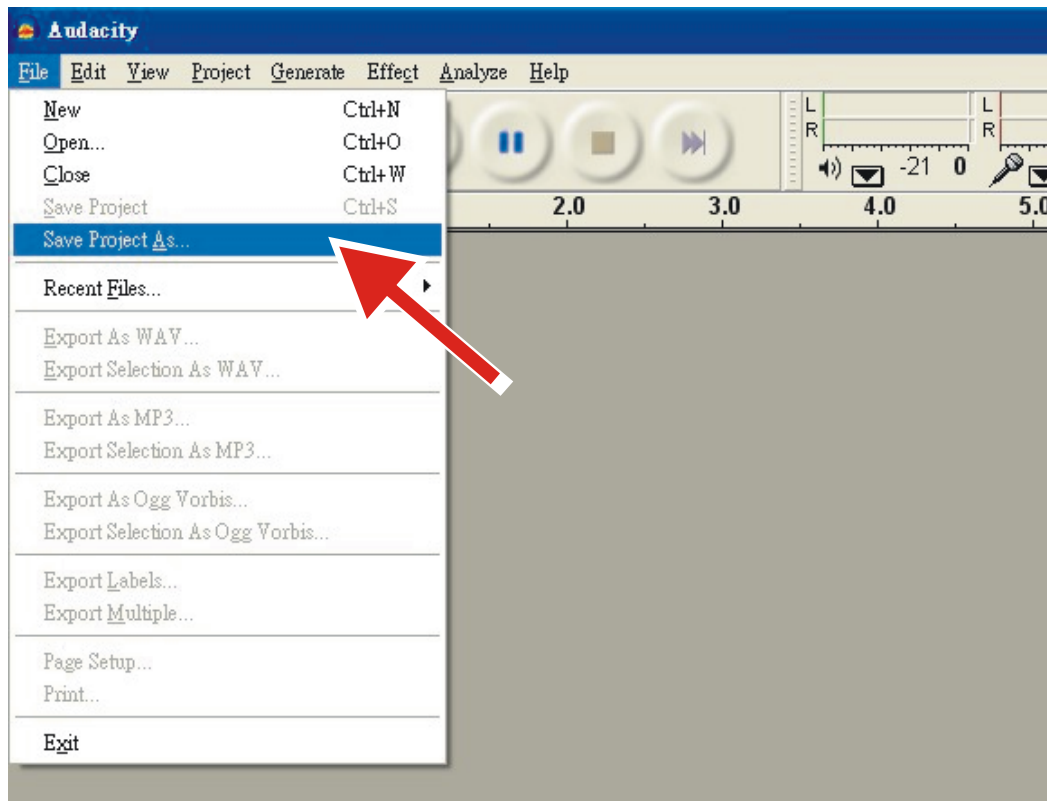 Audacity
File Edit View Project Generate Effect Analyze Help
New Ctrl+N
Open... Ctrl+O
Close Ctrl+W
Save Project Ctrl+S
Save Project As...
Recent Files...
Export As WAV...
Export Selection As WAV...
Export As MP3...
Export Selection As MP3...
Export As Ogg Vorbis...
Export Selection As Ogg Vorbis...
Export Labels...
Export Multiple...
Page Setup...
Print...
Exit
L L
R R
-21 0
2.0 3.0 4.0 5.0